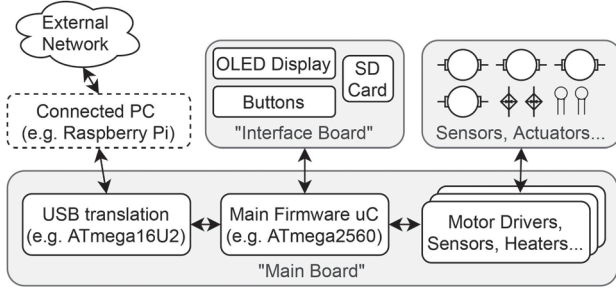 External
Network
Connected PC
(e.g. Raspberry Pi)
OLED Display
Buttons
SD
Card
"Interface Board"
Sensors, Actuators...
USB translation
(e.g. ATmega16U2)
Main Firmware uC
(e.g. ATmega2560)
Motor Drivers,
Sensors, Heaters...
"Main Board"